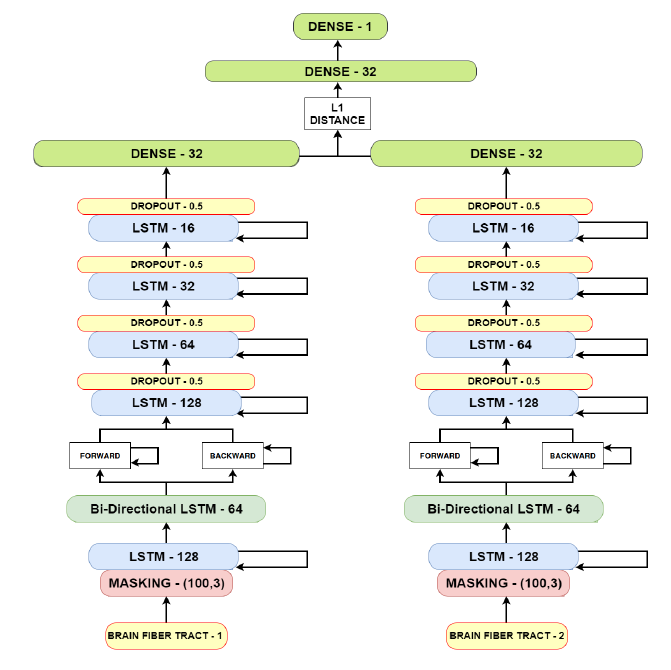 DENSE - 1
DENSE - 32
L1
DISTANCE
DENSE - 32
DENSE - 32
DROPOUT - 0.5
DROPOUT - 0.5
LSTM - 16
LSTM - 16
DROPOUT - 0.5
DROPOUT - 0.5
LSTM - 32
LSTM - 32
DROPOUT - 0.5
DROPOUT - 0.5
LSTM - 64
LSTM - 64
DROPOUT - 0.5
DROPOUT - 0.5
LSTM - 128
LSTM - 128
FORWARD
BACKWARD
FORWARD
BACKWARD
Bi-Directional LSTM - 64
Bi-Directional LSTM - 64
LSTM - 128
LSTM - 128
MASKING - (100,3)
MASKING - (100,3)
BRAIN FIBER TRACT - 1
BRAIN FIBER TRACT - 2